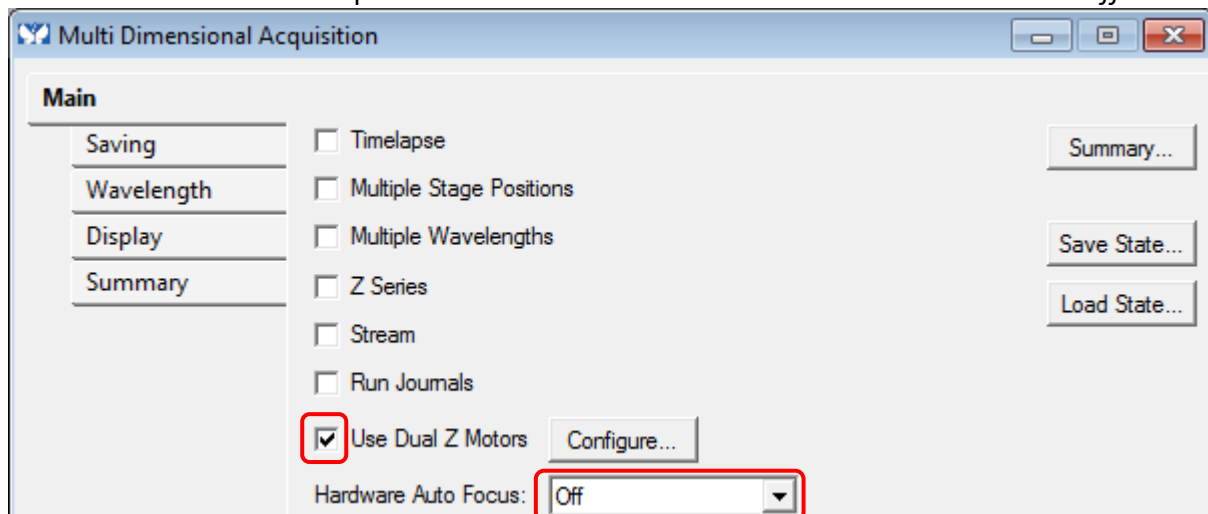 Multi Dimensional Acquisition
Main
Saving
Wavelength
Display
Summary
Timelapse
Multiple Stage Positions
Multiple Wavelengths
Z Series
Stream
Run Journals
Use Dual Z Motors Configure...
Hardware Auto Focus: Off
Summary...
Save State...
Load State...